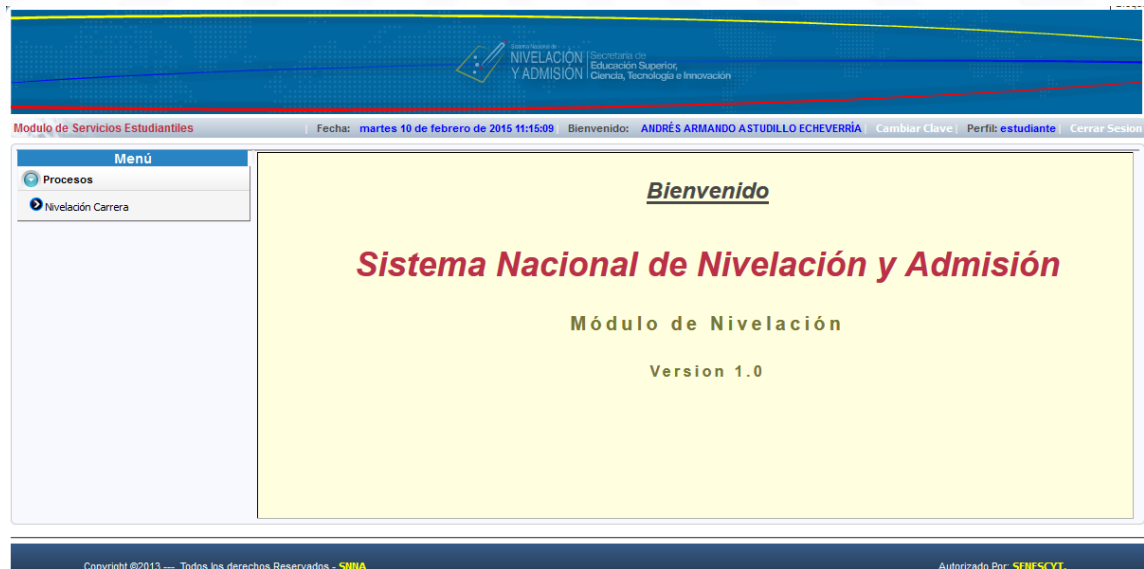 Sistema Nacional de
NIVELACIÓN
Y ADMISIÓN
Secretaría de
Educación Superior,
Ciencia, Tecnología e Innovación
Modulo de Servicios Estudiantiles | Fecha: martes 10 de febrero de 2015 11:15:09 | Bienvenido: ANDRÉS ARMANDO ASTUDILLO ECHEVERRÍA | Cambiar Clave | Perfil: estudiante | Cerrar Sesion
Menú
Procesos
Nivelación Carrera
Bienvenido
Sistema Nacional de Nivelación y Admisión
Módulo de Nivelación
Version 1.0
Copyright ©2013 --- Todos los derechos Reservados - SNNA
Autorizado Por: SENESCYT.